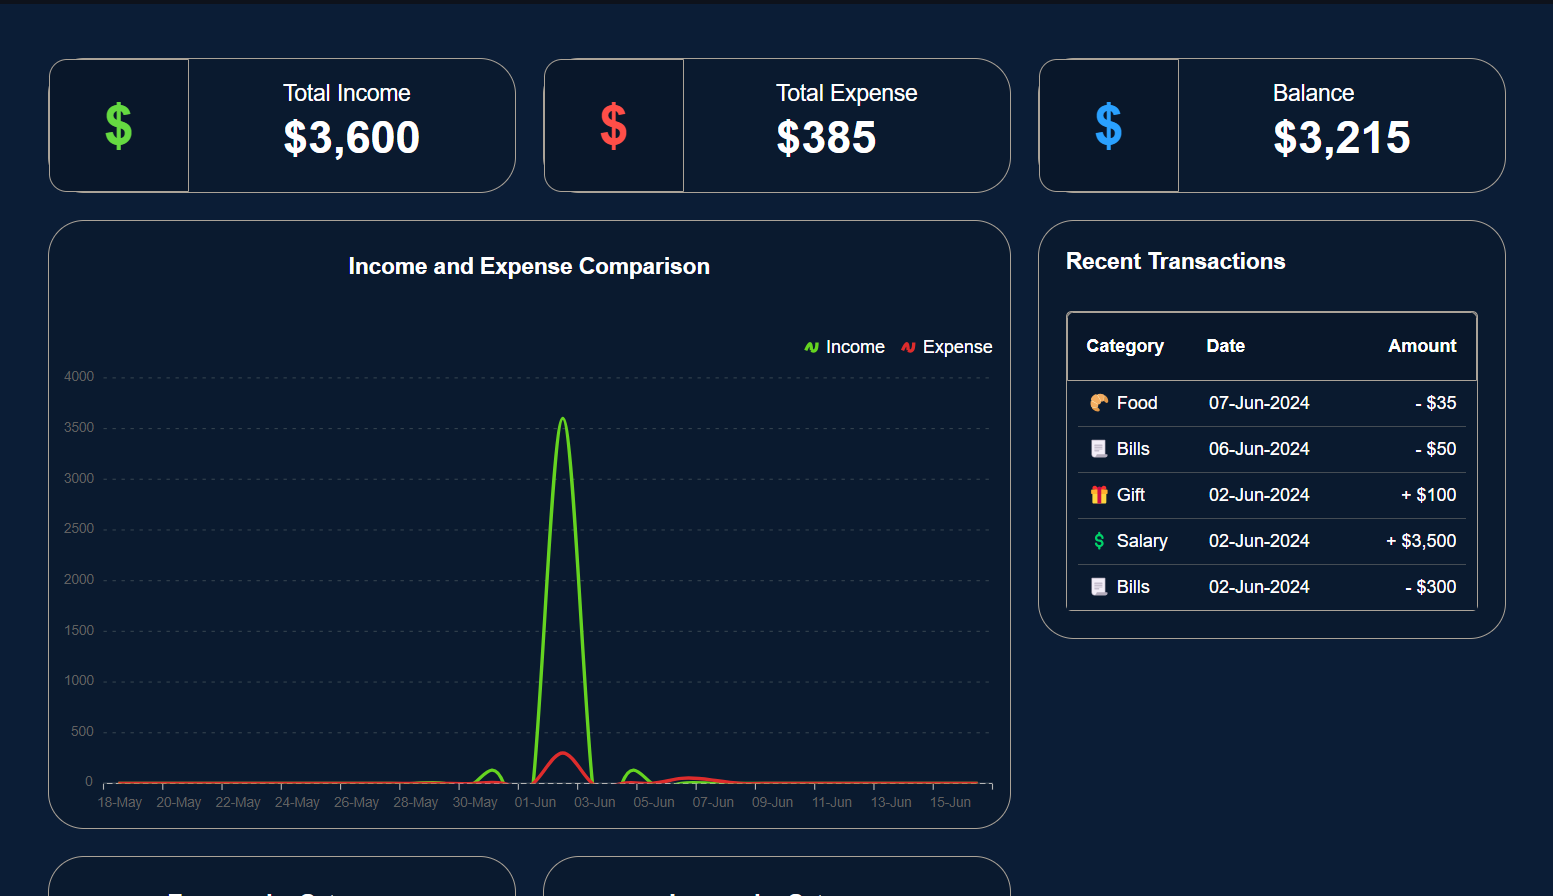 $ Total Income
$3,600
$ Total Expense
$385
$ Balance
$3,215
Income and Expense Comparison
Income Expense
4000
3500
3000
2500
2000
1500
1000
500
0
18-May 20-May 22-May 24-May 26-May 28-May 30-May 01-Jun 03-Jun 05-Jun 07-Jun 09-Jun 11-Jun 13-Jun 15-Jun
Recent Transactions
Category Date Amount
Food 07-Jun-2024 - $35
Bills 06-Jun-2024 - $50
Gift 02-Jun-2024 + $100
$ Salary 02-Jun-2024 + $3,500
Bills 02-Jun-2024 - $300